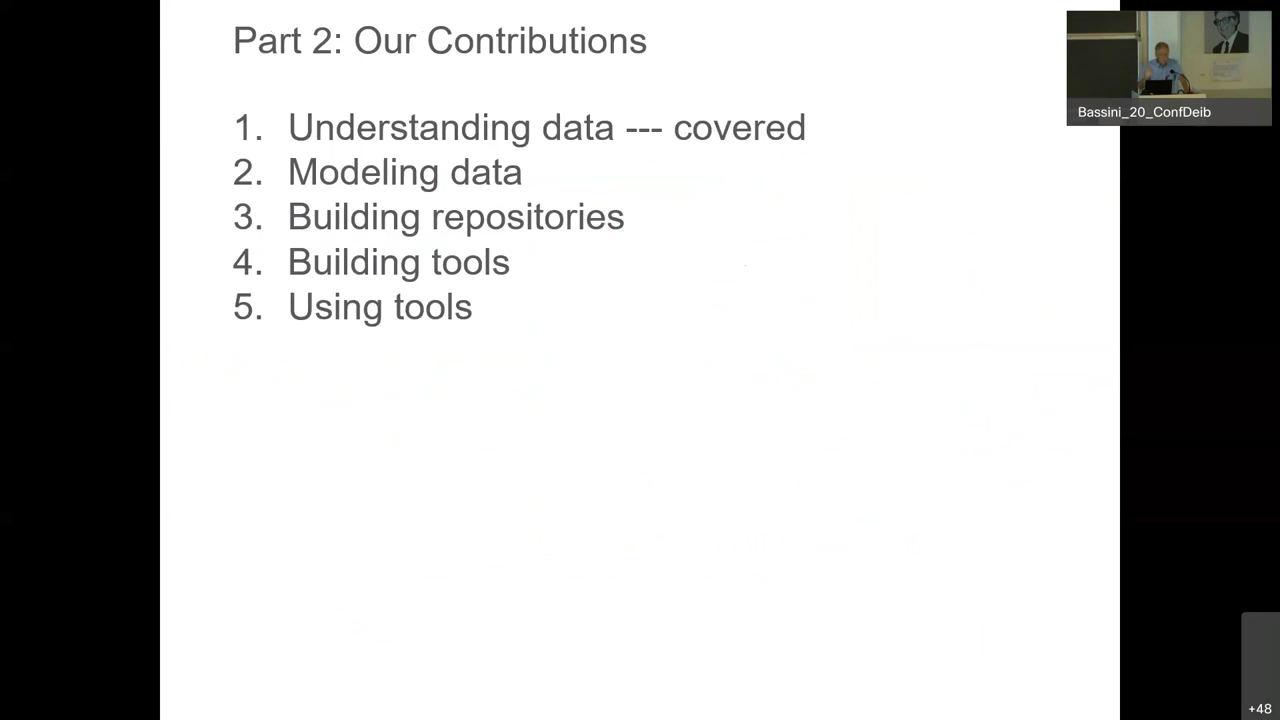 Part 2: Our Contributions
1. Understanding data --- covered
2. Modeling data
3. Building repositories
4. Building tools
5. Using tools
Bassini_20_ConfDeib
+48